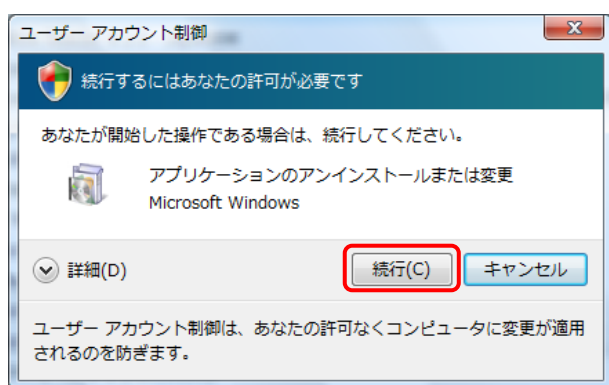 ユーザー アカウント制御
続行するにはあなたの許可が必要です
あなたが開始した操作である場合は、続行してください。
アプリケーションのアンインストールまたは変更
Microsoft Windows
詳細(D)
続行(C)
キャンセル
ユーザー アカウント制御は、あなたの許可なくコンピュータに変更が適用
されるのを防ぎます。